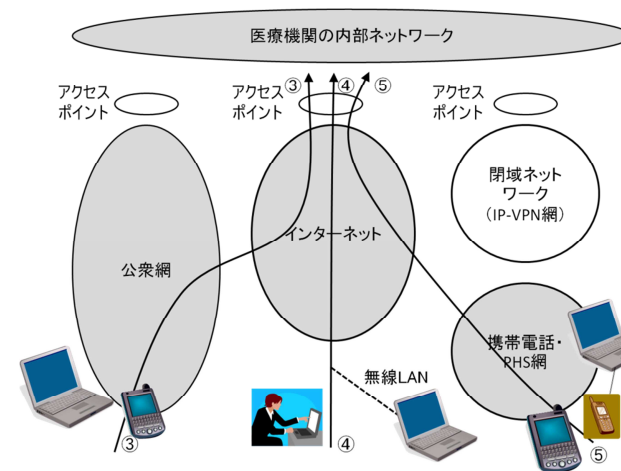 医療機関の内部ネットワーク
③
④
⑤
アクセス
ポイント
アクセス
ポイント
アクセス
ポイント
閉域ネット
ワーク
（IP-VPN網）
インターネット
公衆網
携帯電話・
PHS網
無線LAN
③
④
⑤